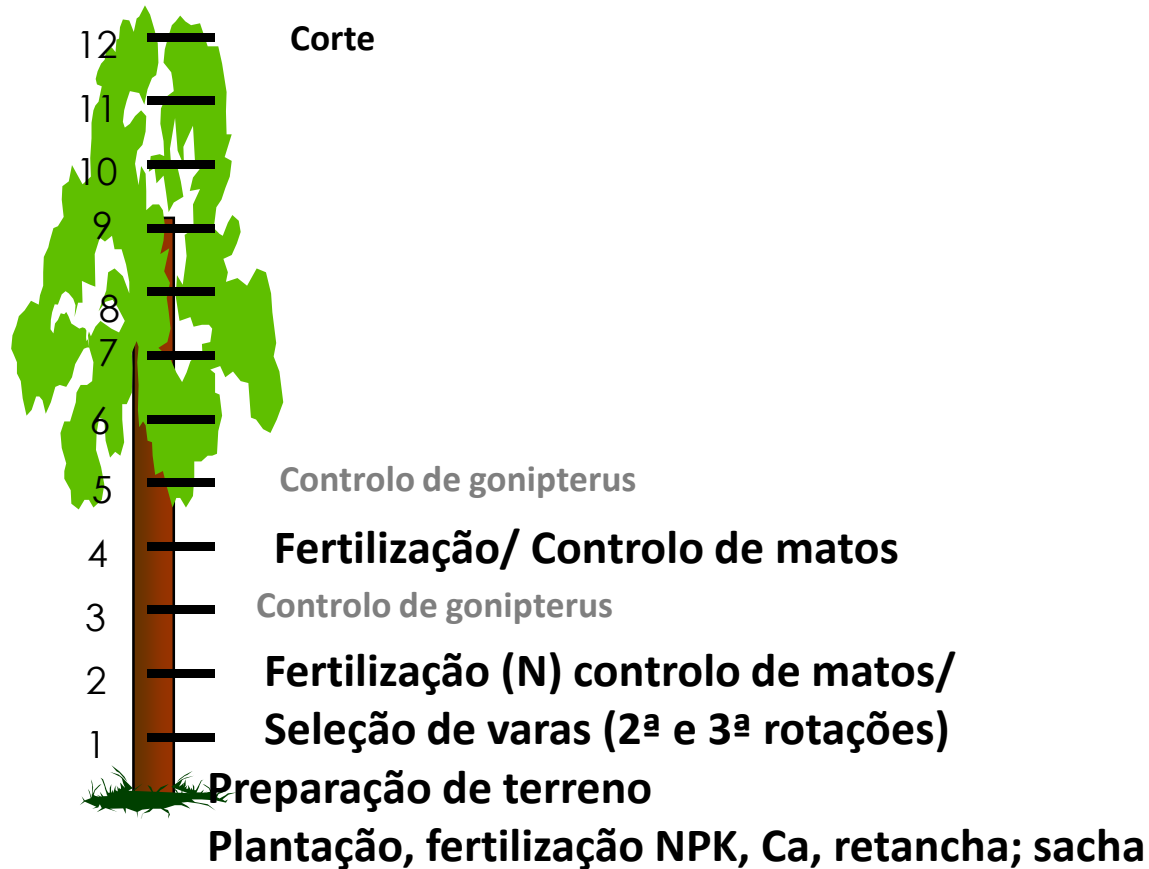 12 Corte
11
10
9
8
7
6
5 Controlo de gonipterus
4 Fertilização/ Controlo de matos
3 Controlo de gonipterus
2 Fertilização (N) controlo de matos/
1 Seleção de varas (2ª e 3ª rotações)
Preparação de terreno
Plantação, fertilização NPK, Ca, retancha; sacha